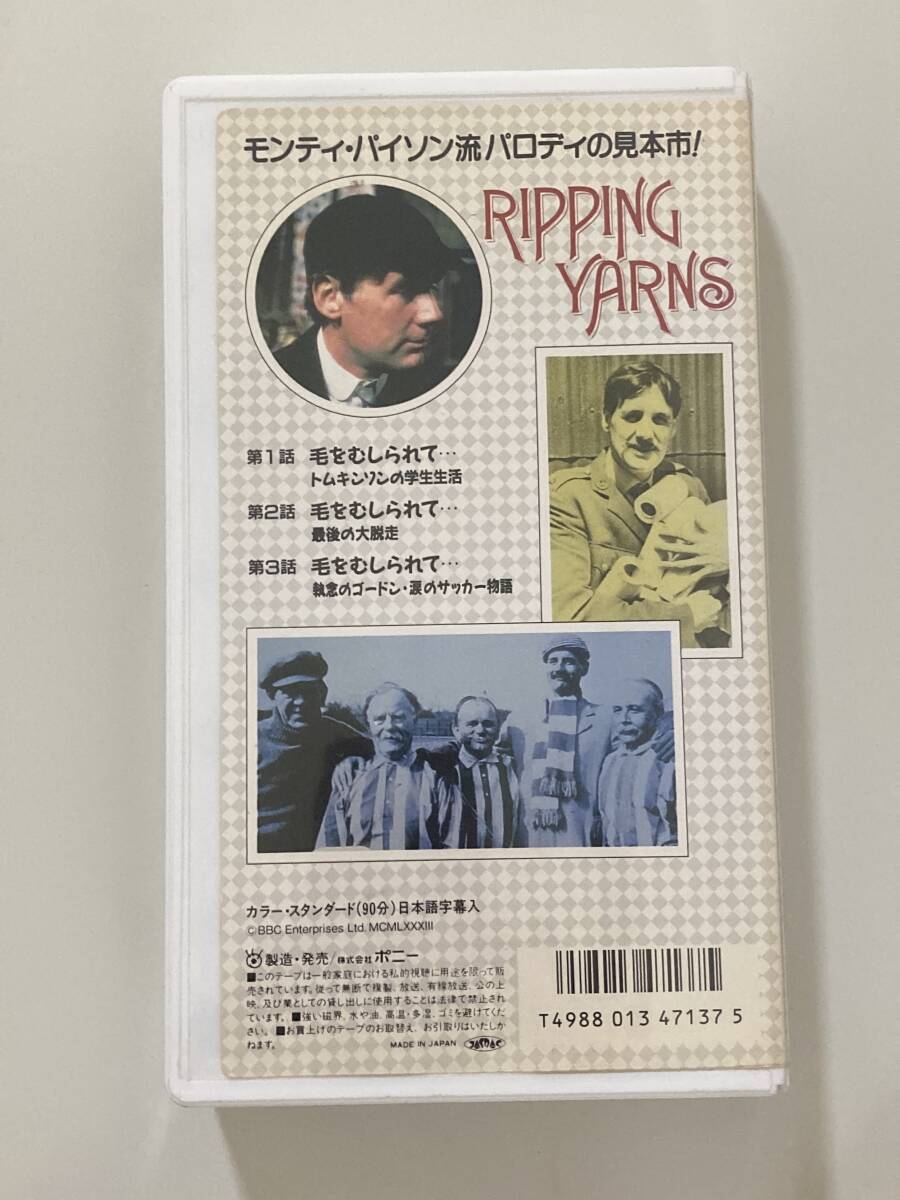 モンティ・パイソン流パロディの見本市!
RIPPING
YARNS
第1話 毛をむしられて…
トムキンソンの学生生活
第2話 毛をむしられて…
最後の大脱走
第3話 毛をむしられて…
執念のゴードン・涙のサッカー物語
カラー・スタンダード(90分)日本語字幕入
©BBC Enterprises Ltd. MCMLXXXIII
製造・発売/株式会社 ポニー
■このテープは一般家庭における私的視聴に用途を限って販
売されています。従って無断で複製、放送、有線放送、公の上
映、及び業としての貸し出しに使用することは法律で禁止され
ています。■強い磁界、水や油、高温・多湿、ゴミを避けてくだ
さい。■お買上げのテープのお取替え、お引取りはいたしか
ねます。
MADE IN JAPAN
JASRAC
T4988 013 47137 5